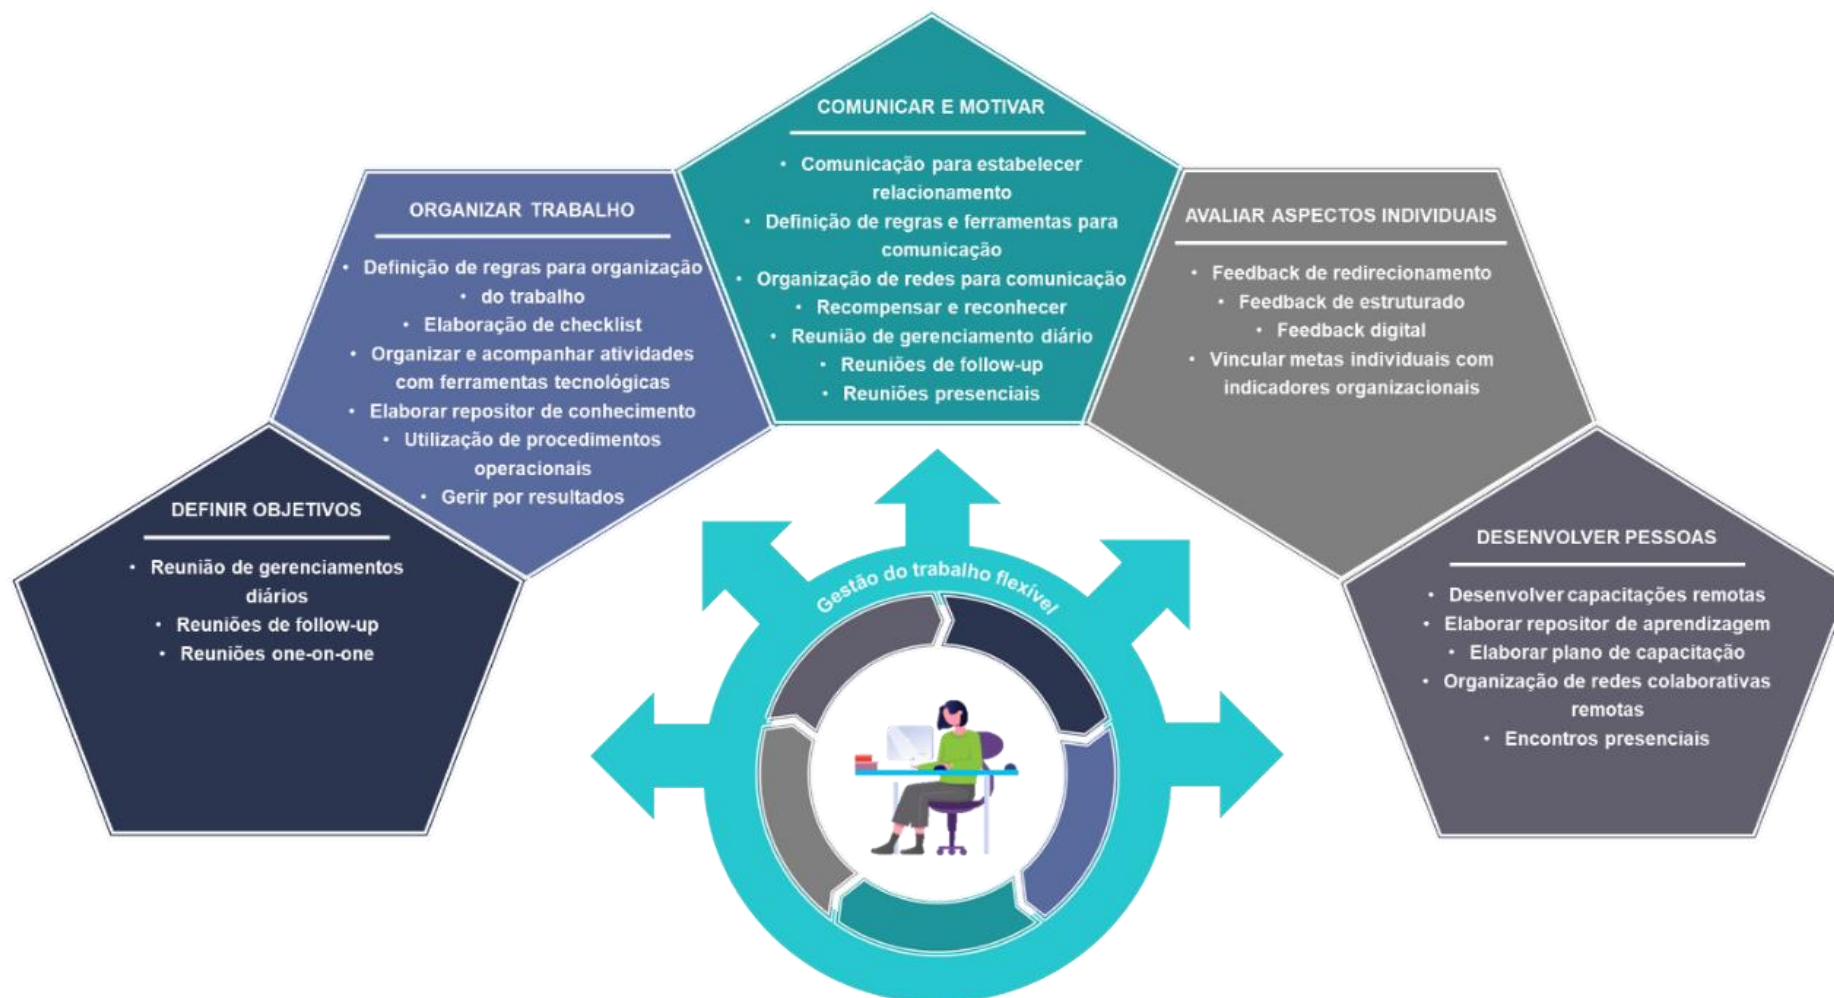 COMUNICAR E MOTIVAR
• Comunicação para estabelecer
relacionamento
• Definição de regras e ferramentas para
comunicação
• Organização de redes para comunicação
• Recompensar e reconhecer
• Reunião de gerenciamento diário
• Reuniões de follow-up
• Reuniões presenciais
ORGANIZAR TRABALHO
• Definição de regras para organização
• do trabalho
• Elaboração de checklist
• Organizar e acompanhar atividades
com ferramentas tecnológicas
• Elaborar repositor de conhecimento
• Utilização de procedimentos
operacionais
• Gerir por resultados
AVALIAR ASPECTOS INDIVIDUAIS
• Feedback de redirecionamento
• Feedback de estruturado
• Feedback digital
• Vincular metas individuais com
indicadores organizacionais
DEFINIR OBJETIVOS
• Reunião de gerenciamentos
diários
• Reuniões de follow-up
• Reuniões one-on-one
DESENVOLVER PESSOAS
• Desenvolver capacitações remotas
• Elaborar repositor de aprendizagem
• Elaborar plano de capacitação
• Organização de redes colaborativas
remotas
• Encontros presenciais
Gestão do trabalho flexível